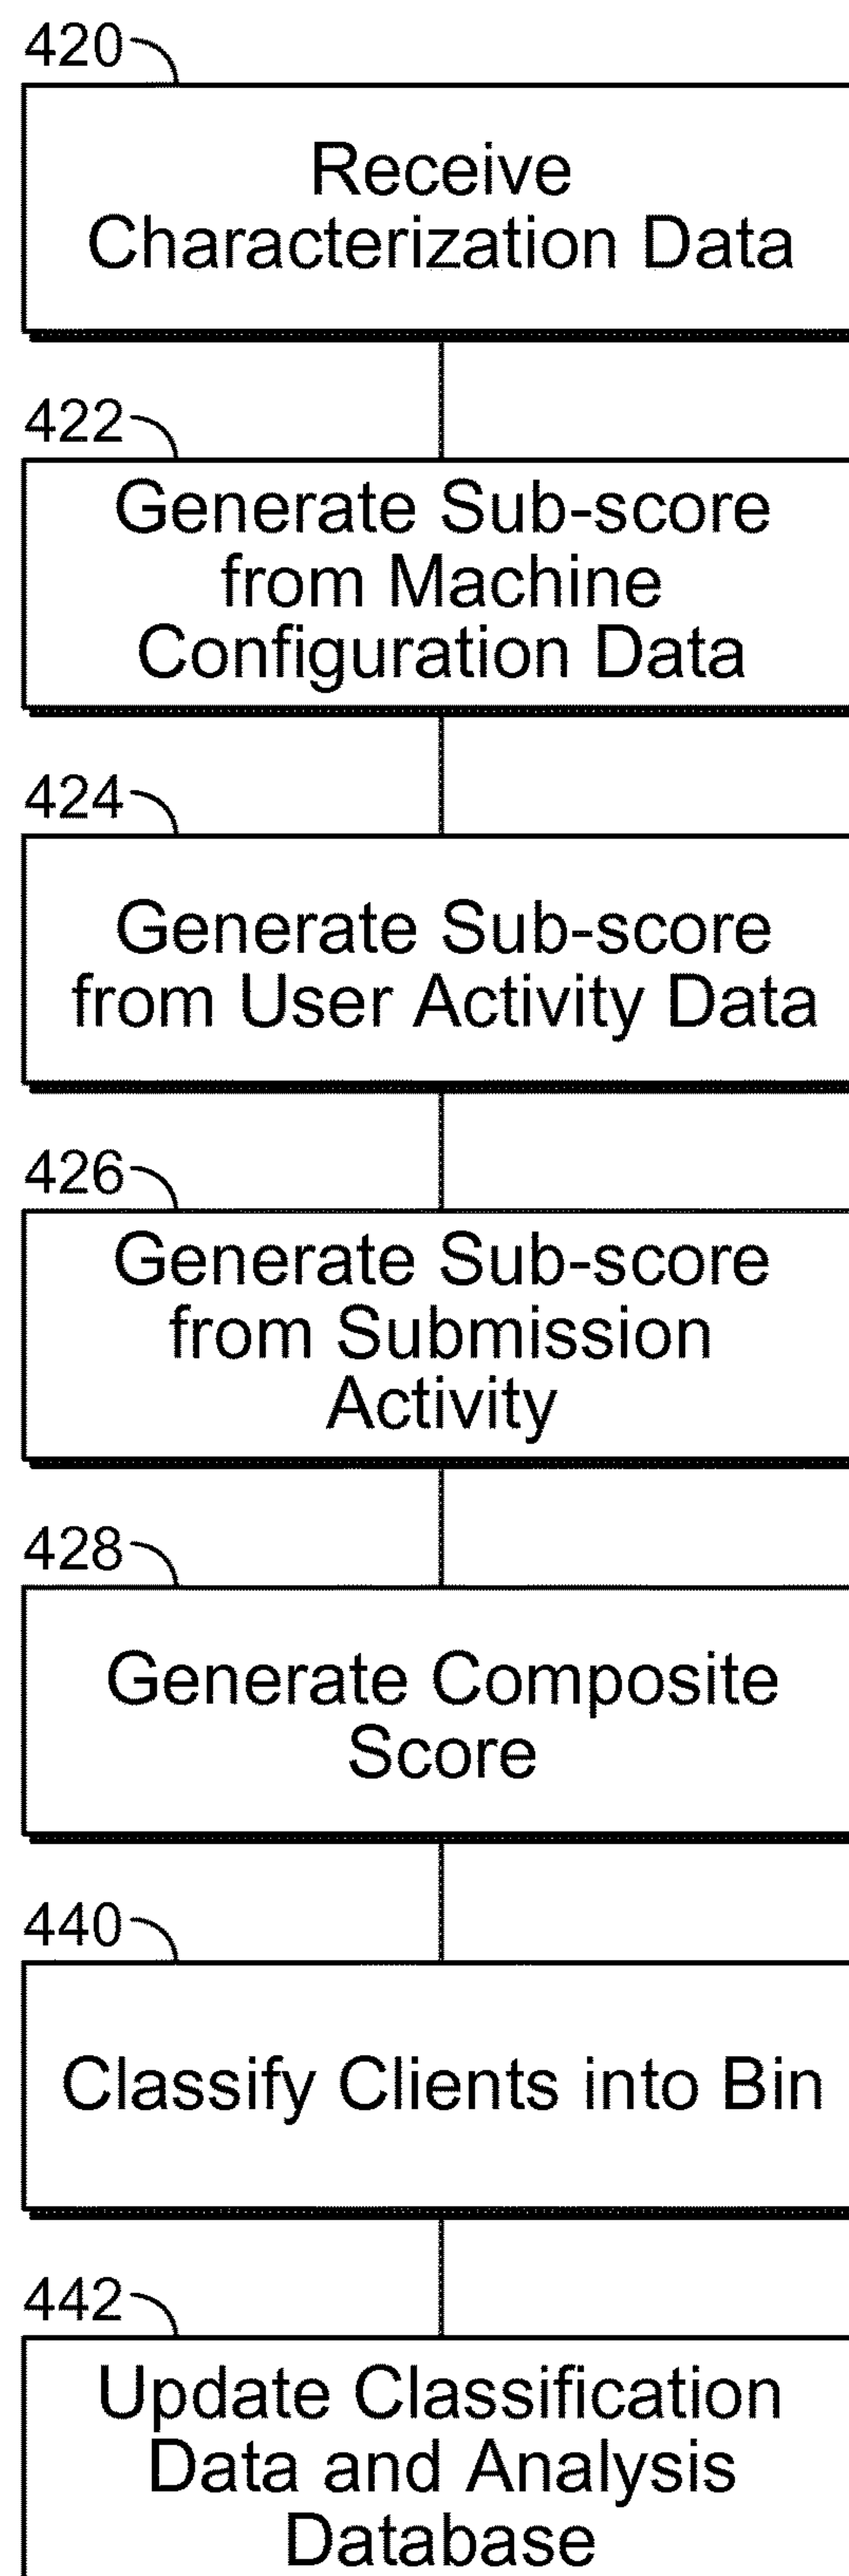 420
Receive
Characterization Data
422
Generate Sub-score
from Machine
Configuration Data
424
Generate Sub-score
from User Activity Data
426
Generate Sub-score
from Submission
Activity
428
Generate Composite
Score
440
Classify Clients into Bin
442
Update Classification
Data and Analysis
Database